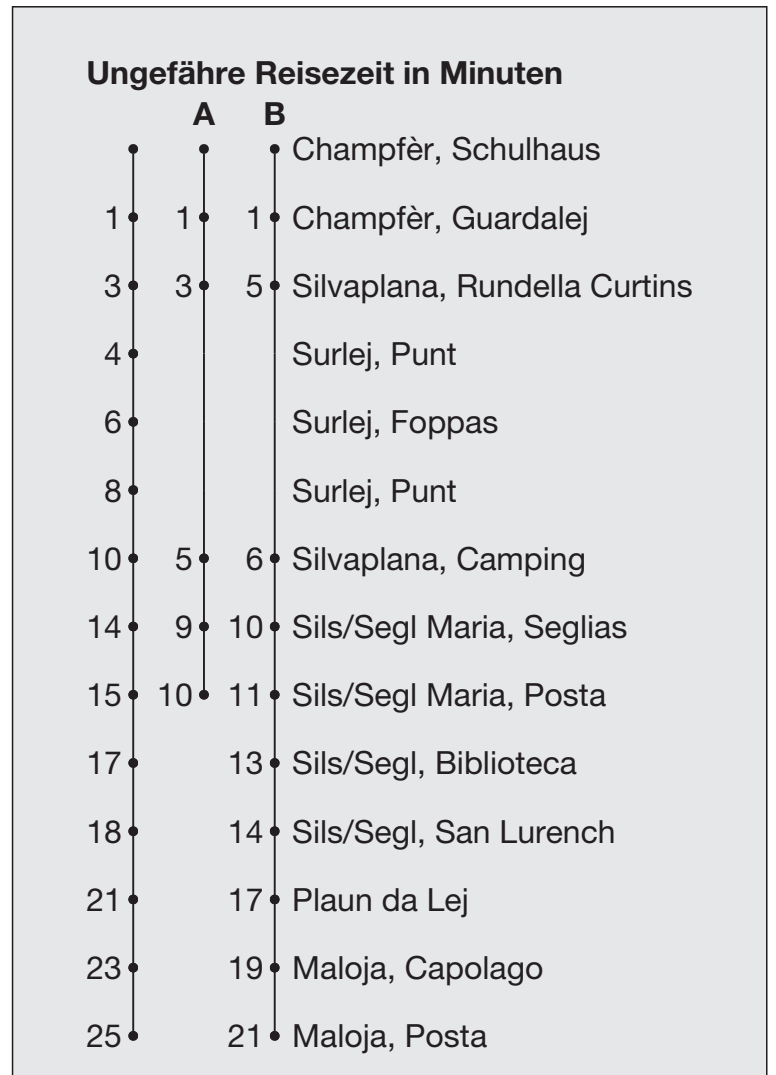 Ungefähre Reisezeit in Minuten
A B
Champfèr, Schulhaus
1 1 1 Champfèr, Guardalej
3 3 5 Silvaplana, Rundella Curtins
4 Surlej, Punt
6 Surlej, Foppas
8 Surlej, Punt
10 5 6 Silvaplana, Camping
14 9 10 Sils/Segl Maria, Seglias
15 10 11 Sils/Segl Maria, Posta
17 13 Sils/Segl, Biblioteca
18 14 Sils/Segl, San Lurench
21 17 Plaun da Lej
23 19 Maloja, Capolago
25 21 Maloja, Posta